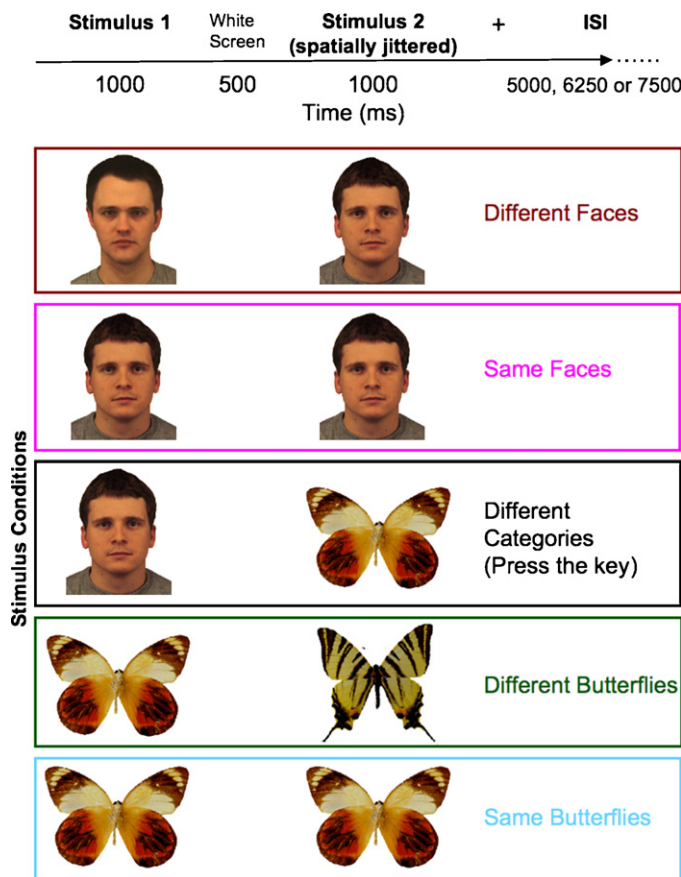 Stimulus 1 White Screen Stimulus 2 (spatially jittered) + ISI
1000 500 1000 5000, 6250 or 7500
Time (ms)
Stimulus Conditions
Different Faces
Same Faces
Different
Categories
(Press the key)
Different Butterflies
Same Butterflies